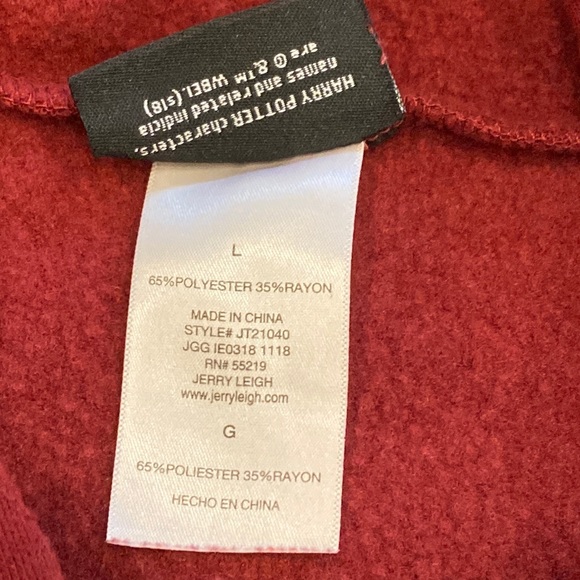 HARRY POTTER characters,
names and related indicia
are © & ™ WBEI. (s18)
L
65%POLYESTER 35%RAYON
MADE IN CHINA
STYLE# JT21040
JGG IE0318 1118
RN# 55219
JERRY LEIGH
www.jerryleigh.com
G
65%POLIESTER 35%RAYON
HECHO EN CHINA